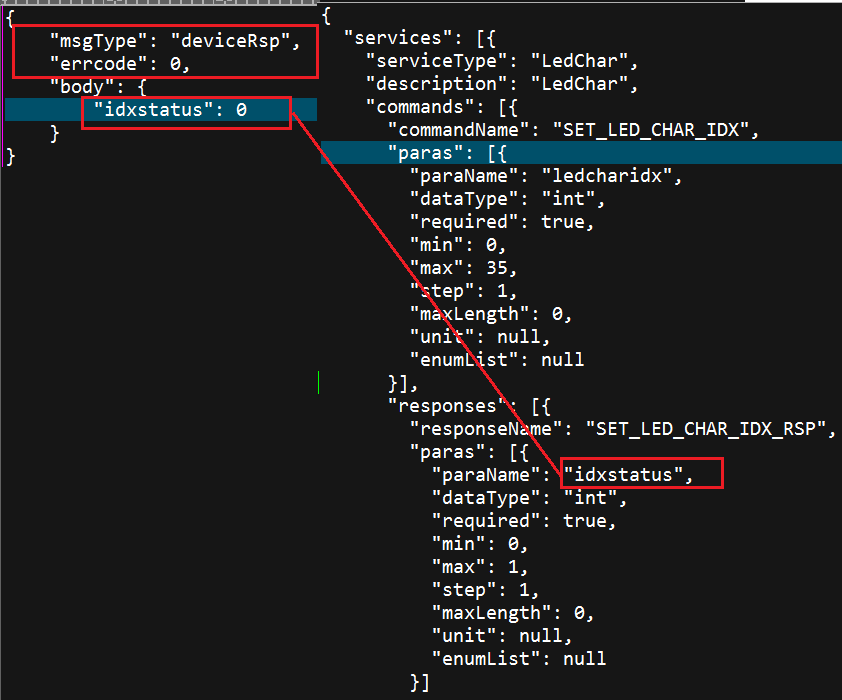 {
"msgType": "deviceRsp",
"errcode": 0,
"body": {
"idxstatus": 0
}
}
{
"services": [{
"serviceType": "LedChar",
"description": "LedChar",
"commands": [{
"commandName": "SET_LED_CHAR_IDX",
"paras": [{
"paraName": "ledcharidx",
"dataType": "int",
"required": true,
"min": 0,
"max": 35,
"step": 1,
"maxLength": 0,
"unit": null,
"enumList": null
}],
"responses": [{
"responseName": "SET_LED_CHAR_IDX_RSP",
"paras": [{
"paraName": "idxstatus",
"dataType": "int",
"required": true,
"min": 0,
"max": 1,
"step": 1,
"maxLength": 0,
"unit": null,
"enumList": null
}]